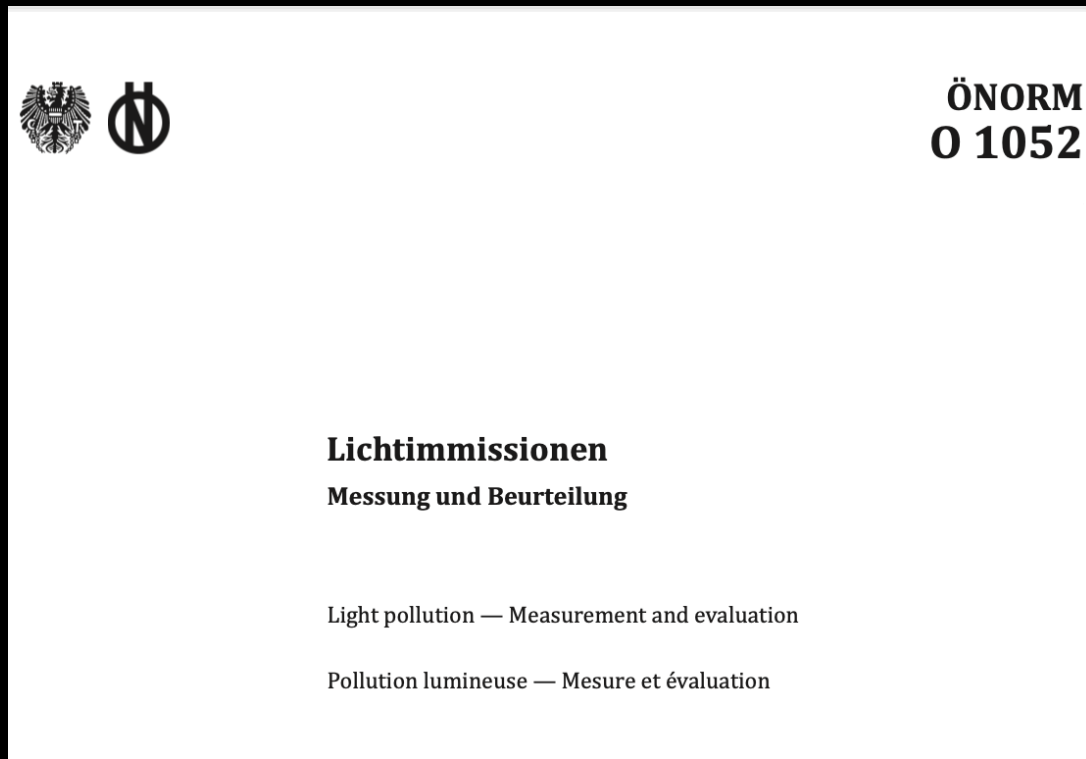 ÖNORM
O 1052
Lichtimmissionen
Messung und Beurteilung
Light pollution — Measurement and evaluation
Pollution lumineuse — Mesure et évaluation